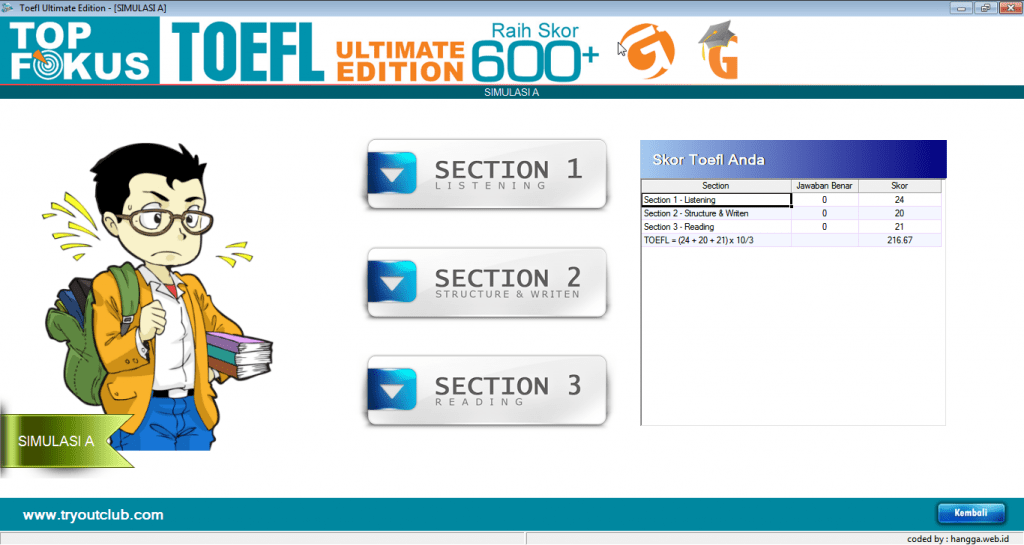 Toefl Ultimate Edition - [SIMULASI A]
TOP
FOKUS
TOEFL
ULTIMATE
EDITION
Raih Skor
600+
SIMULASI A
SECTION 1
LISTENING
SECTION 2
STRUCTURE & WRITEN
SECTION 3
READING
Skor Toefl Anda
Section Jawaban Benar Skor
Section 1 - Listening 0 24
Section 2 - Structure & Writen 0 20
Section 3 - Reading 0 21
TOEFL = (24 + 20 + 21) x 10/3 216.67
SIMULASI A
www.tryoutclub.com
Kembali
coded by : hangga.web.id